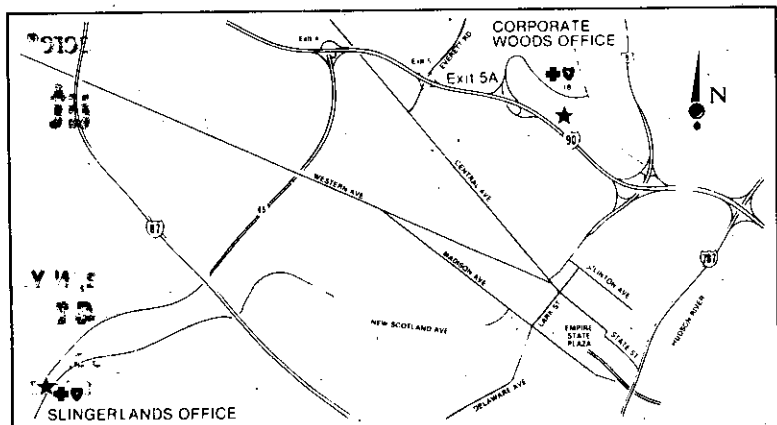 CORPORATE
WOODS OFFICE
Exit 4
Exit 5
EVERETT RD
Exit 5A
18
N
90
CENTRAL AVE
WESTERN AVE
85
87
MADISON AVE
CLINTON AVE
787
LARK ST
HUDSON RIVER
NEW SCOTLAND AVE
EMPIRE
STATE
PLAZA
STATE ST
DELAWARE AVE
SLINGERLANDS OFFICE